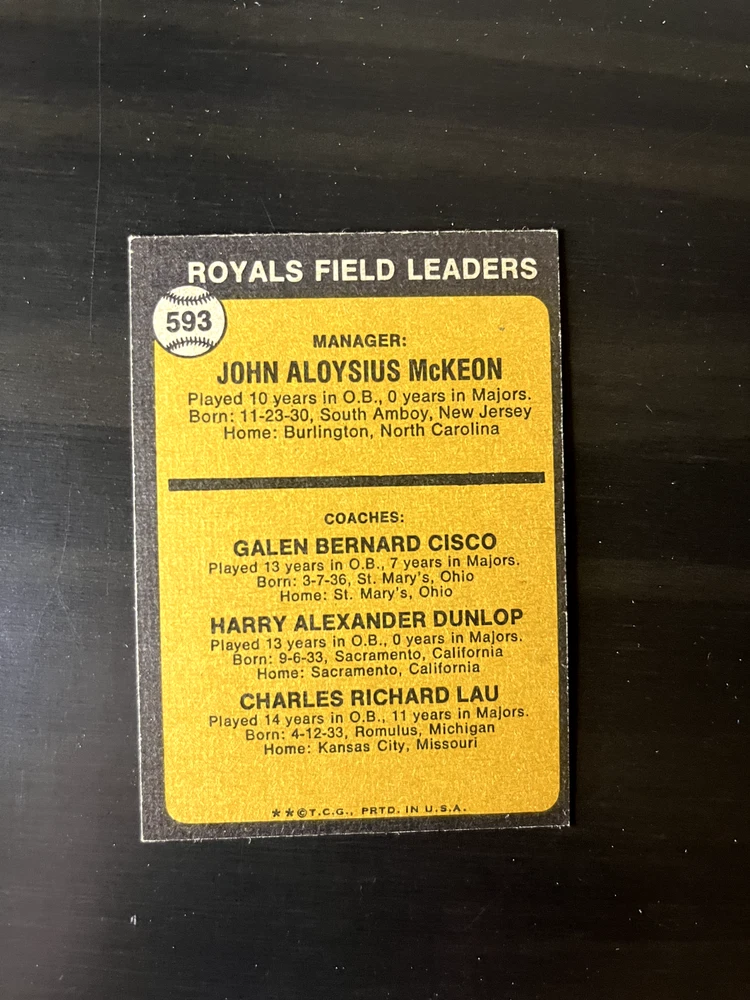 ROYALS FIELD LEADERS
593
MANAGER:
JOHN ALOYSIUS McKEON
Played 10 years in O.B., 0 years in Majors.
Born: 11-23-30, South Amboy, New Jersey
Home: Burlington, North Carolina
COACHES:
GALEN BERNARD CISCO
Played 13 years in O.B., 7 years in Majors.
Born: 3-7-36, St. Mary's, Ohio
Home: St. Mary's, Ohio
HARRY ALEXANDER DUNLOP
Played 13 years in O.B., 0 years in Majors.
Born: 9-6-33, Sacramento, California
Home: Sacramento, California
CHARLES RICHARD LAU
Played 14 years in O.B., 11 years in Majors.
Born: 4-12-33, Romulus, Michigan
Home: Kansas City, Missouri
**©T.C.G., PRTD. IN U.S.A.